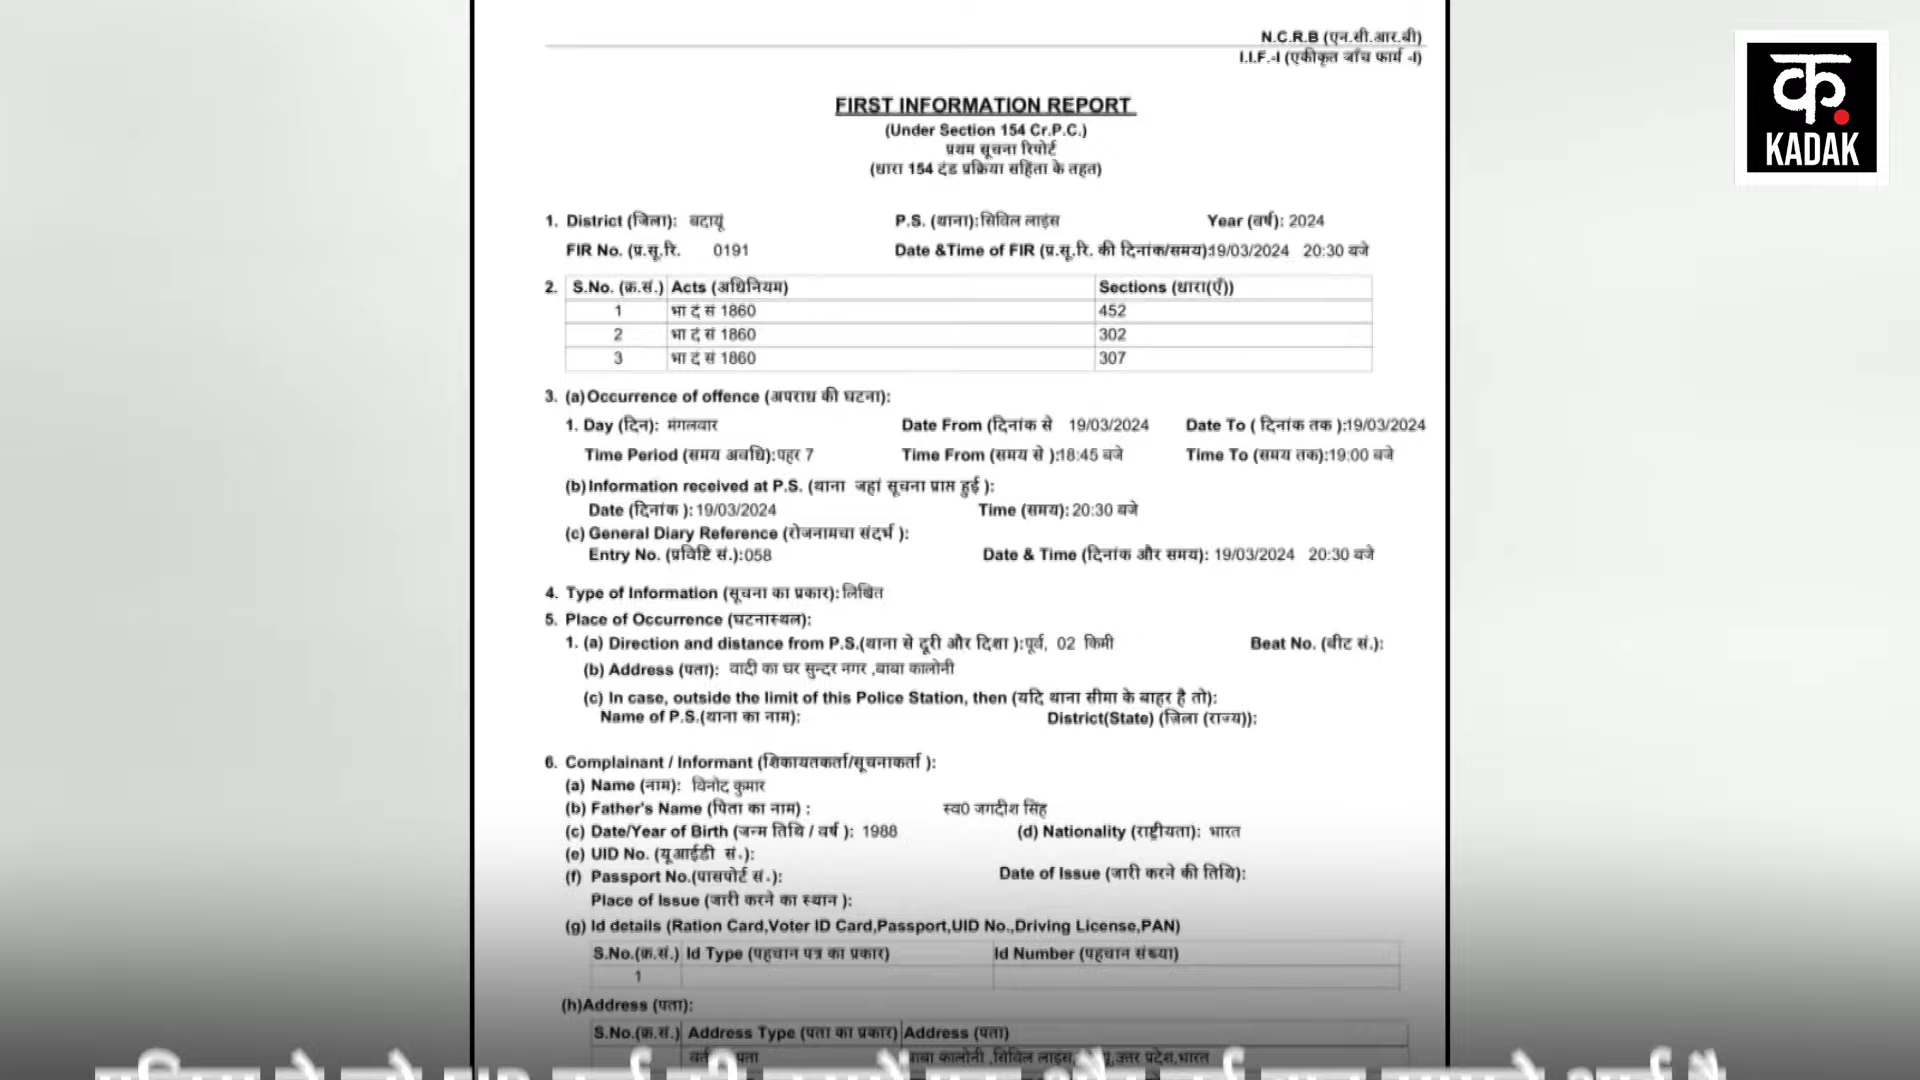 N.C.R.B (एन.सी.आर.बी)
I.I.F.-I (एकीकृत जाँच फार्म -I)
क.
KADAK
FIRST INFORMATION REPORT
(Under Section 154 Cr.P.C.)
प्रथम सूचना रिपोर्ट
(धारा 154 दंड प्रक्रिया सहिंता के तहत)
1. District (जिला): बदायूं P.S. (थाना): सिविल लाइंस Year (वर्ष): 2024
FIR No. (प्र.सू.रि. 0191 Date &Time of FIR (प्र.सू.रि. की दिनांक/समय):19/03/2024 20:30 बजे
2. S.No. (क्र.सं.) Acts (अधिनियम) Sections (धारा(एँ))
1 भा दं सं 1860 452
2 भा दं सं 1860 302
3 भा दं सं 1860 307
3. (a) Occurrence of offence (अपराध की घटना):
1. Day (दिन): मंगलवार Date From (दिनांक से 19/03/2024 Date To ( दिनांक तक ):19/03/2024
Time Period (समय अवधि): पहर 7 Time From (समय से ):18:45 बजे Time To (समय तक):19:00 बजे
(b) Information received at P.S. (थाना जहां सूचना प्राप्त हुई ):
Date (दिनांक ): 19/03/2024 Time (समय): 20:30 बजे
(c) General Diary Reference (रोजनामचा संदर्भ ):
Entry No. (प्रविष्टि सं.): 058 Date & Time (दिनांक और समय): 19/03/2024 20:30 बजे
4. Type of Information (सूचना का प्रकार): लिखित
5. Place of Occurrence (घटनास्थल):
1. (a) Direction and distance from P.S.(थाना से दूरी और दिशा ): पूर्व, 02 किमी Beat No. (बीट सं.):
(b) Address (पता): वादी का घर सुन्दर नगर ,बाबा कालोनी
(c) In case, outside the limit of this Police Station, then (यदि थाना सीमा के बाहर है तो):
Name of P.S.(थाना का नाम): District(State) (ज़िला (राज्य)):
6. Complainant / Informant (शिकायतकर्ता/सूचनाकर्ता ):
(a) Name (नाम): विनोद कुमार
(b) Father's Name (पिता का नाम) : स्व0 जगदीश सिंह
(c) Date/Year of Birth (जन्म तिथि / वर्ष ): 1988 (d) Nationality (राष्ट्रीयता): भारत
(e) UID No. (यूआईडी सं.):
(f) Passport No.(पासपोर्ट सं.): Date of Issue (जारी करने की तिथि):
Place of Issue (जारी करने का स्थान ):
(g) Id details (Ration Card,Voter ID Card,Passport,UID No.,Driving License,PAN)
S.No.(क्र.सं.) Id Type (पहचान पत्र का प्रकार) Id Number (पहचान संख्या)
1
(h)Address (पता):
S.No.(क्र.सं.) Address Type (पता का प्रकार) Address (पता)
पता बाबा कालोनी ,सिविल लाइंस, उत्तर प्रदेश,भारत